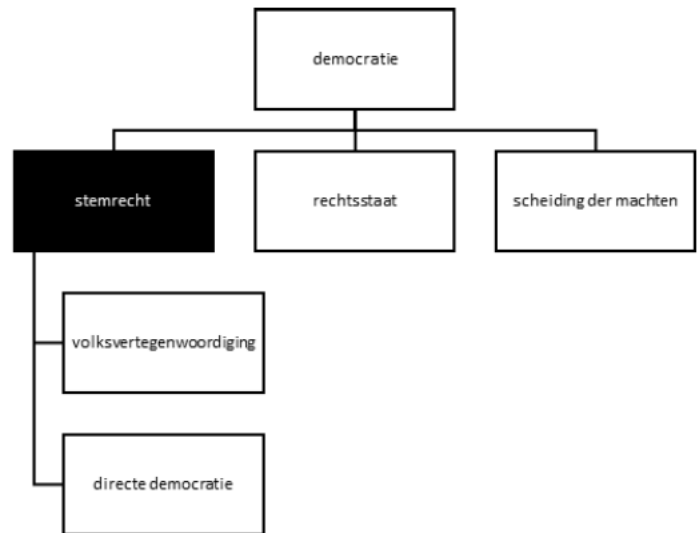 democratie
stemrecht
rechtsstaat
scheiding der machten
volksvertegenwoordiging
directe democratie